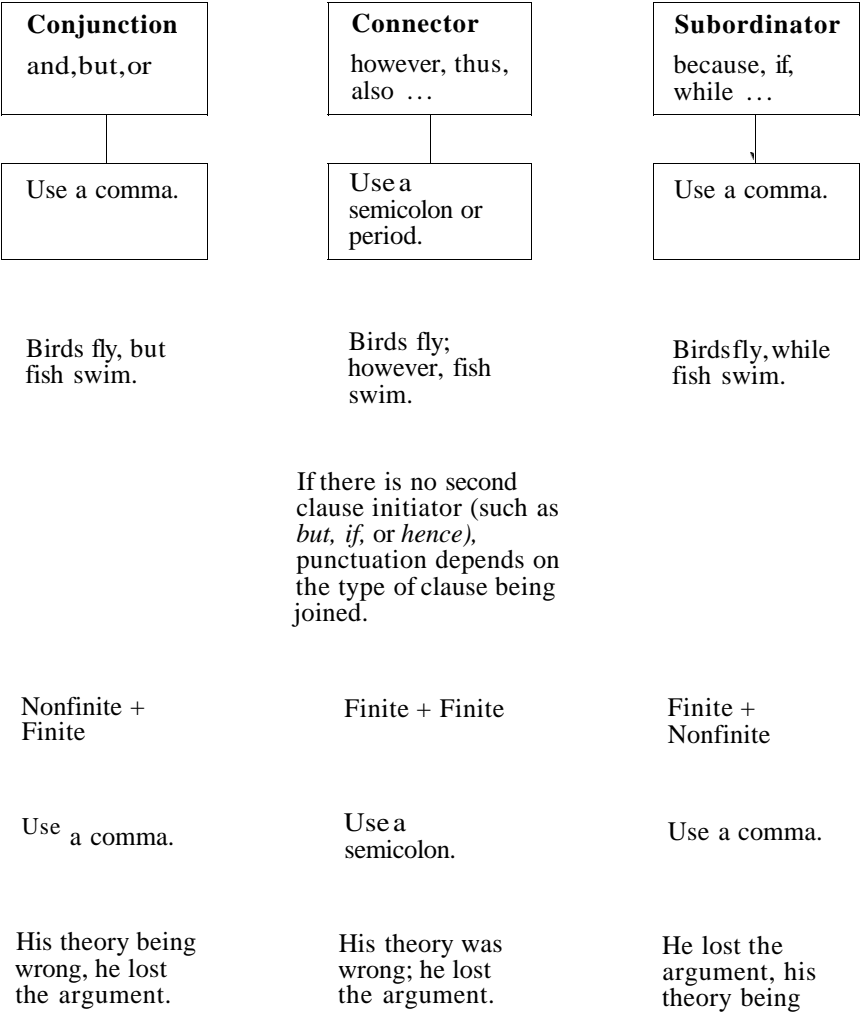 Conjunction
and,but,or
Connector
however, thus,
also …
Subordinator
because, if,
while …
Use a comma.
Use a
semicolon or
period.
Use a comma.
Birds fly, but
fish swim.
Birds fly;
however, fish
swim.
Birds fly, while
fish swim.
If there is no second
clause initiator (such as
but, if, or hence),
punctuation depends on
the type of clause being
joined.
Nonfinite +
Finite
Finite + Finite
Finite +
Nonfinite
Use a comma.
Use a
semicolon.
Use a comma.
His theory being
wrong, he lost
the argument.
His theory was
wrong; he lost
the argument.
He lost the
argument, his
theory being